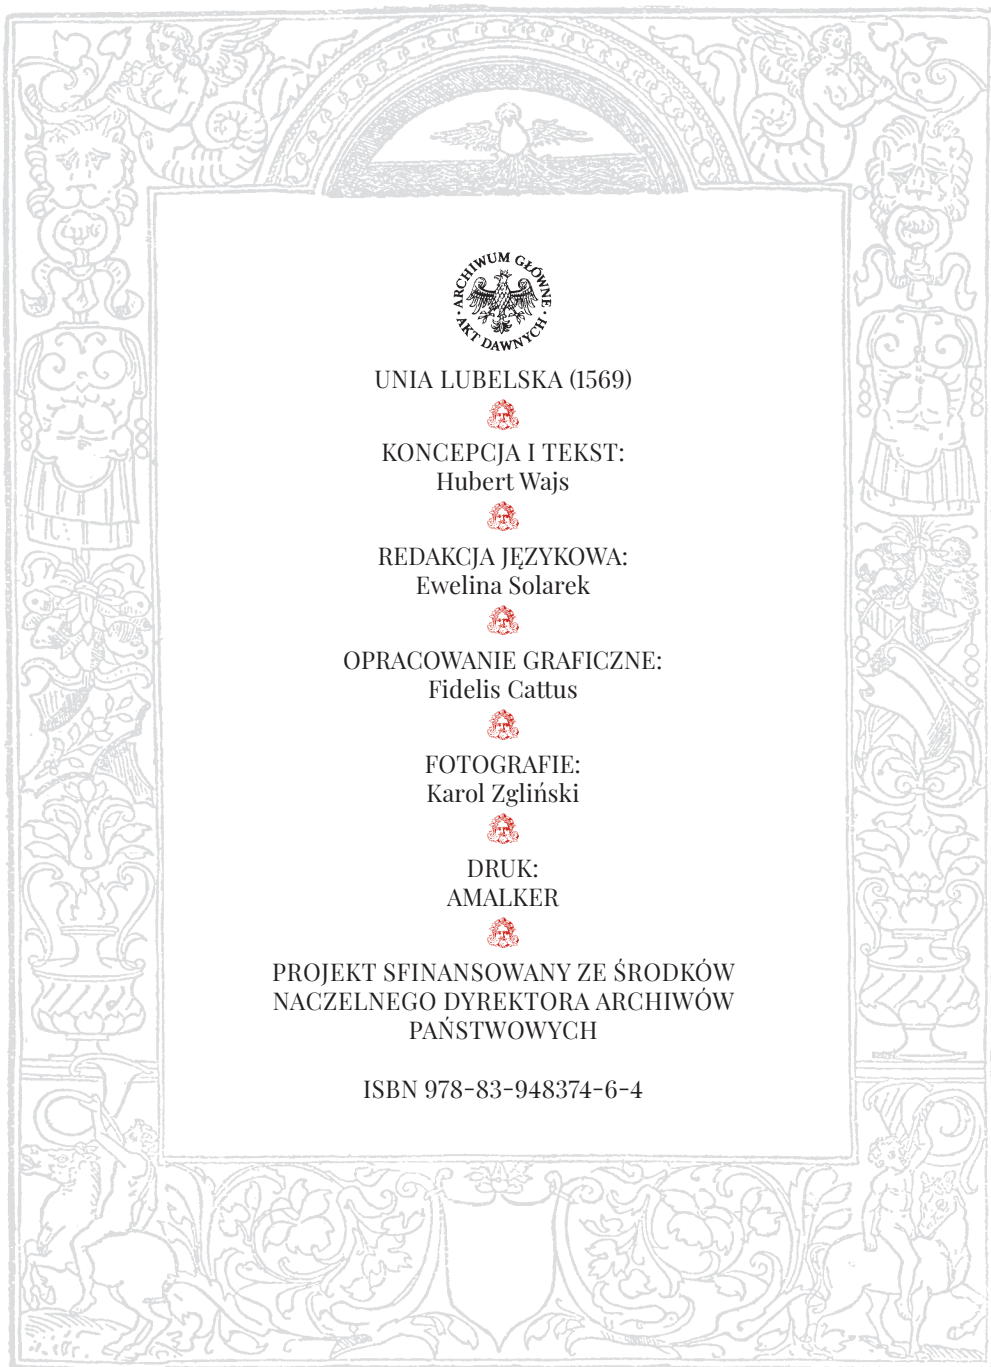 ARCHIWUM GŁÓWNE
· AKT DAWNYCH ·
UNIA LUBELSKA (1569)
KONCEPCJA I TEKST:
Hubert Wajs
REDAKCJA JĘZYKOWA:
Ewelina Solarek
OPRACOWANIE GRAFICZNE:
Fidelis Cattus
FOTOGRAFIE:
Karol Zgliński
DRUK:
AMALKER
PROJEKT SFINANSOWANY ZE ŚRODKÓW
NACZELNEGO DYREKTORA ARCHIWÓW
PAŃSTWOWYCH
ISBN 978-83-948374-6-4